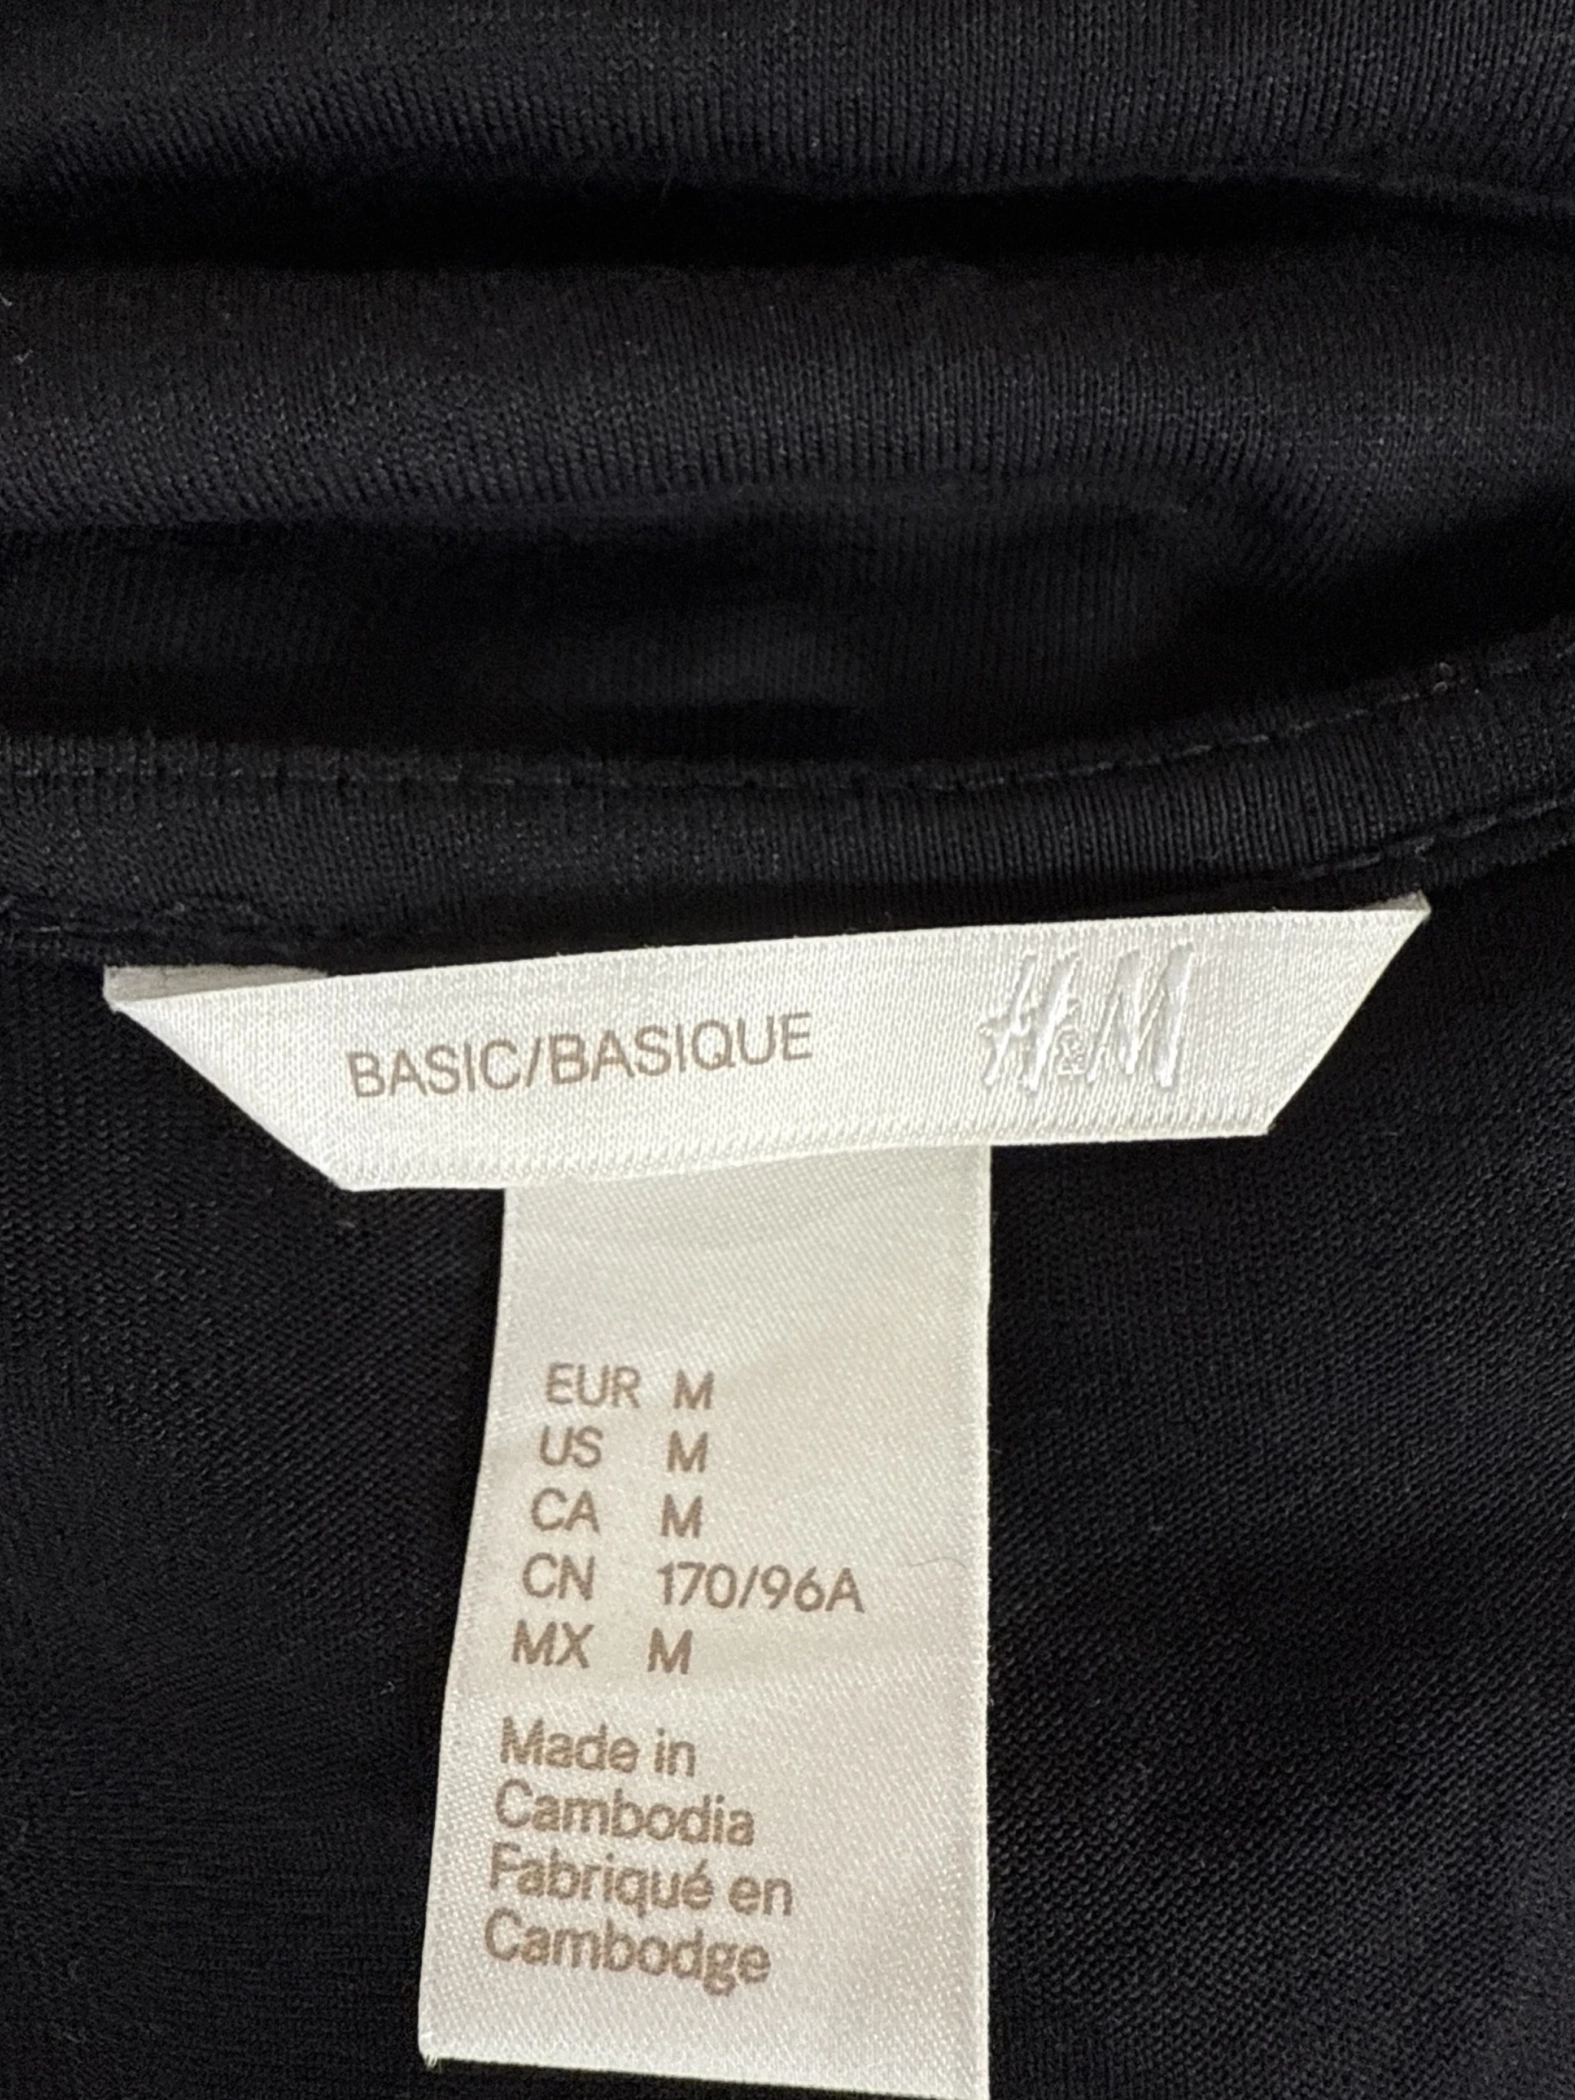 BASIC/BASIQUE H&M
EUR M
US M
CA M
CN 170/96A
MX M
Made in
Cambodia
Fabriqué en
Cambodge